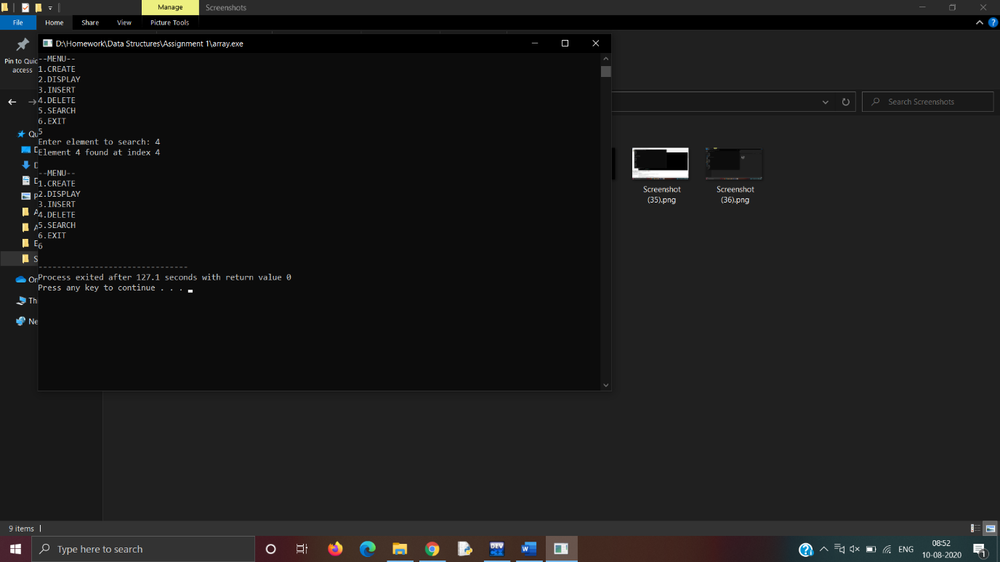 Manage
Screenshots
File
Home
Share
View
Picture Tools
Pin to Quic
access
D:\Homework\Data Structures\Assignment 1\array.exe
--MENU--
1.CREATE
2.DISPLAY
3.INSERT
4.DELETE
5.SEARCH
6.EXIT
5
Enter element to search: 4
Element 4 found at index 4
--MENU--
1.CREATE
2.DISPLAY
3.INSERT
4.DELETE
5.SEARCH
6.EXIT
6
--------------------------------
Process exited after 127.1 seconds with return value 0
Press any key to continue . . .
Search Screenshots
Screenshot
(35).png
Screenshot
(36).png
9 items
Type here to search
DEV
ENG
08:52
10-08-2020
1